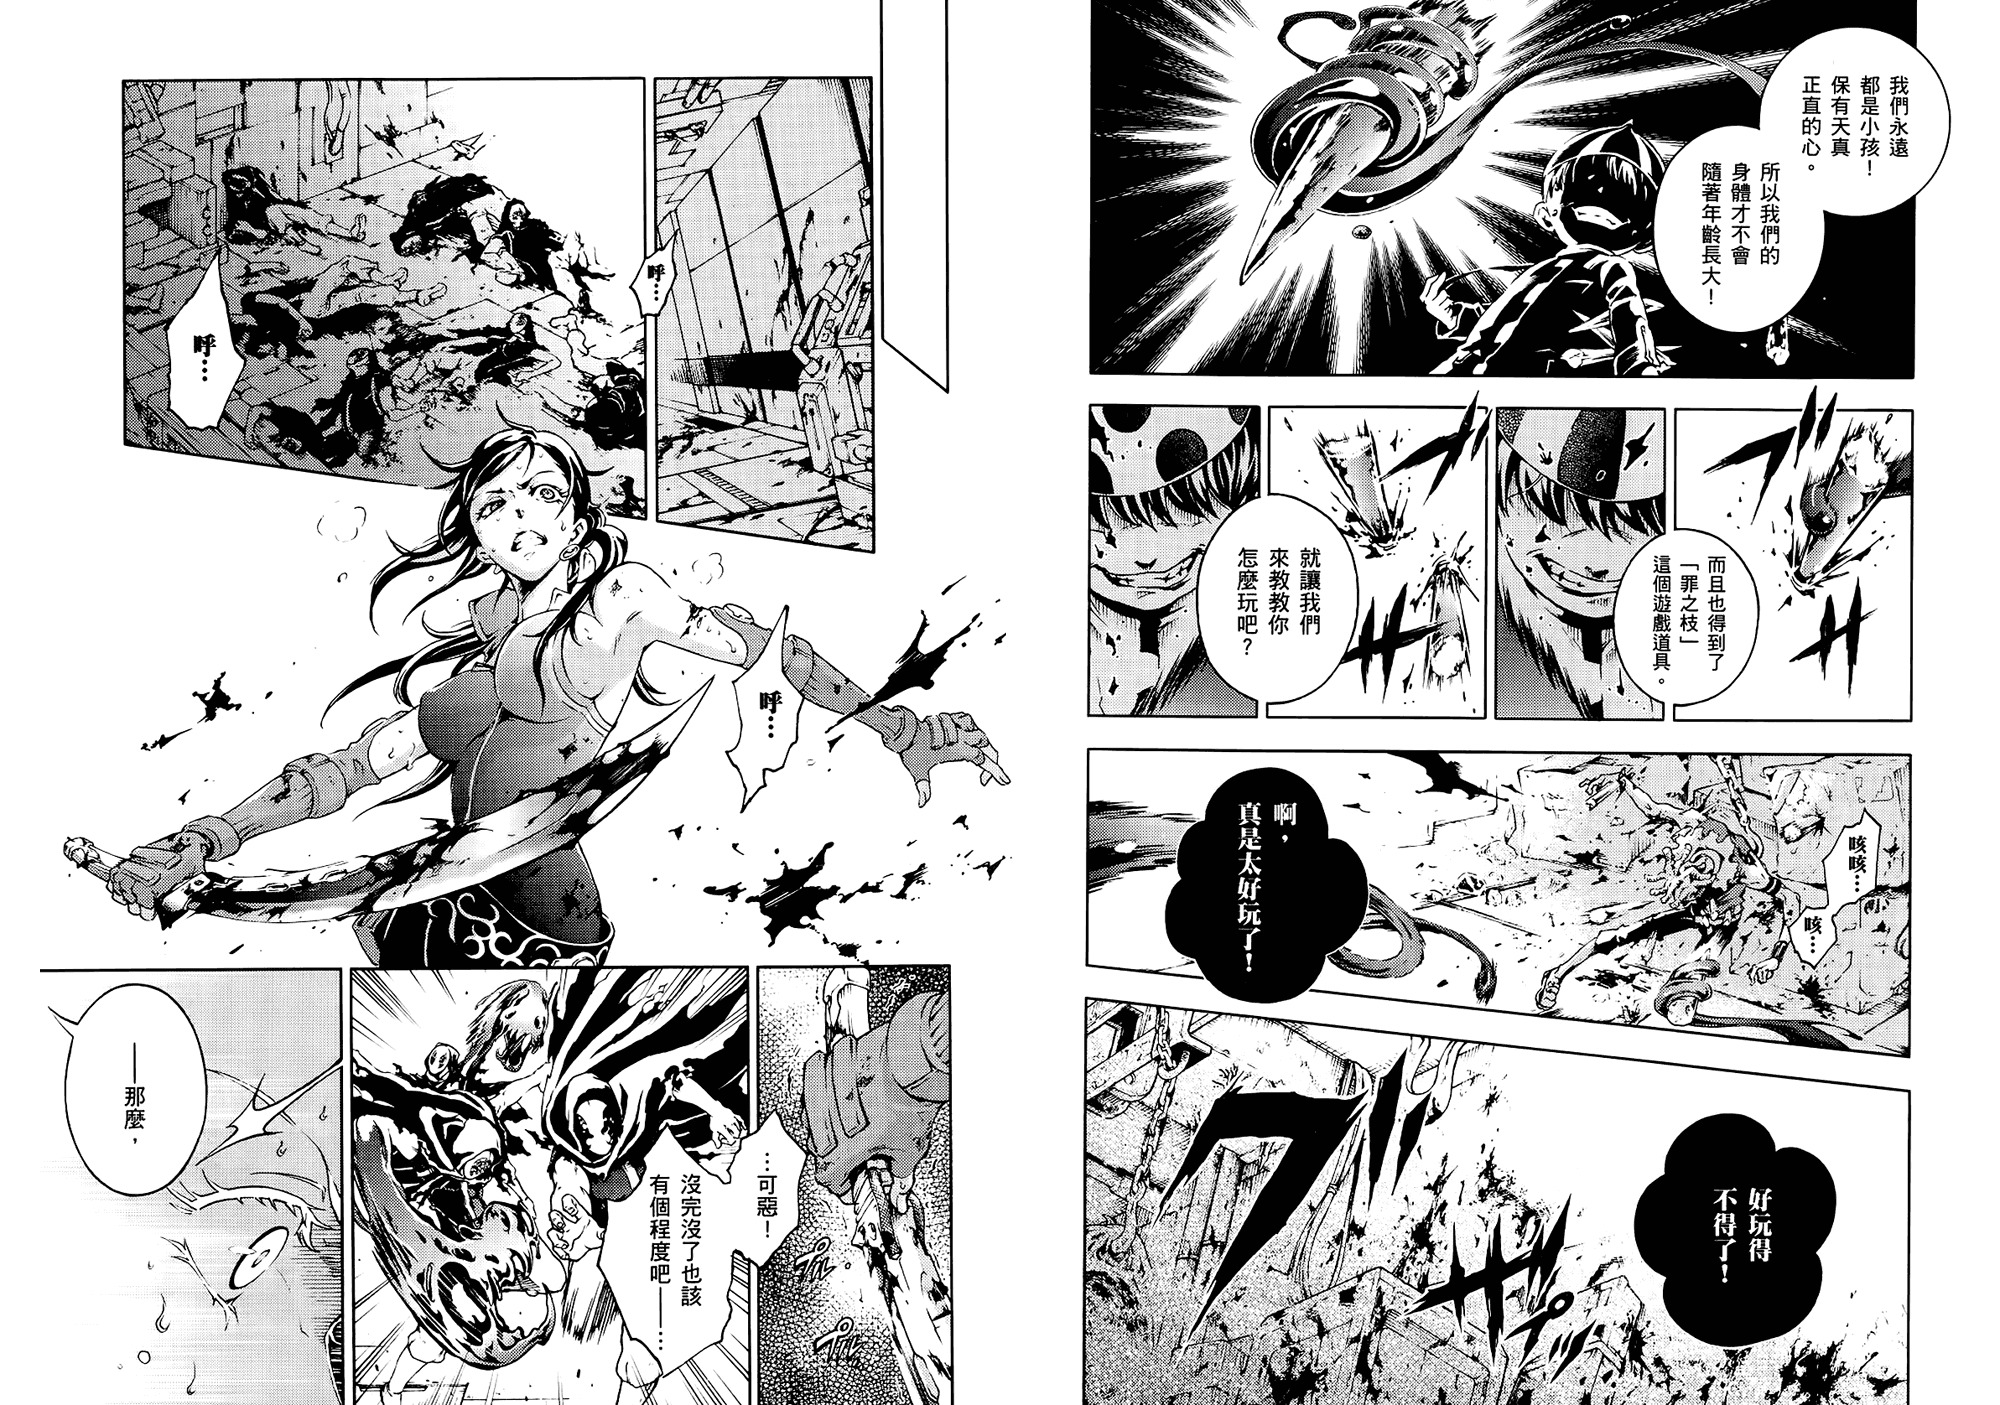 我們永遠
都是小孩！
保有天真
正直的心。
所以我們的
身體才不會
隨著年齡長大！
而且也得到了
「罪之枝」
這個遊戲道具。
就讓我們
來教教你
怎麼玩吧？
咳咳…
咳…
啊，
真是太好玩了！
好玩得
不得了！
呼…
呼…
呼…
…可惡！
沒完沒了也該
有個程度吧——…
プル
プル
——那麼，